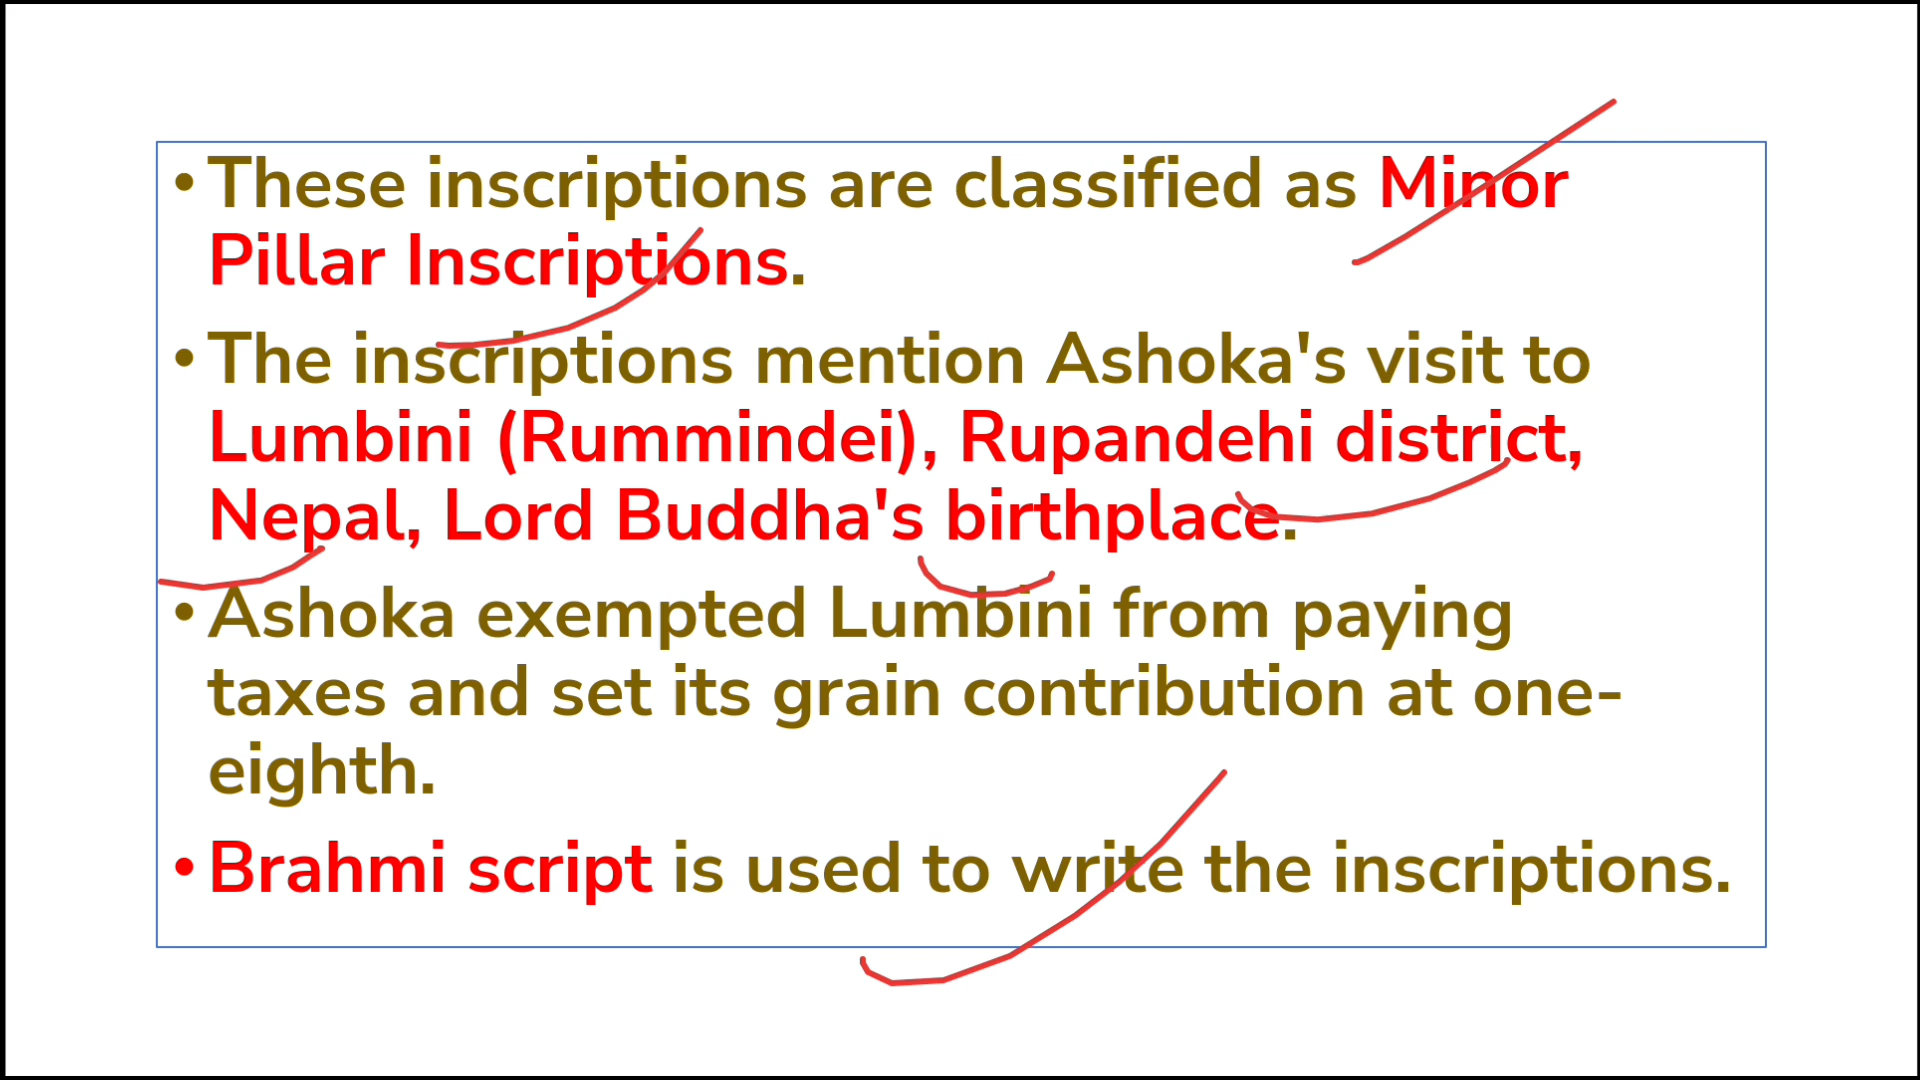 • These inscriptions are classified as Minor
Pillar Inscriptions.
• The inscriptions mention Ashoka's visit to
Lumbini (Rummindei), Rupandehi district,
Nepal, Lord Buddha's birthplace.
• Ashoka exempted Lumbini from paying
taxes and set its grain contribution at one-
eighth.
• Brahmi script is used to write the inscriptions.